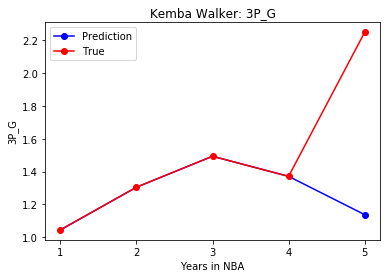 Kemba Walker: 3P_G
Prediction
True
3P_G
2.2
2.0
1.8
1.6
1.4
1.2
1.0
1 2 3 4 5
Years in NBA